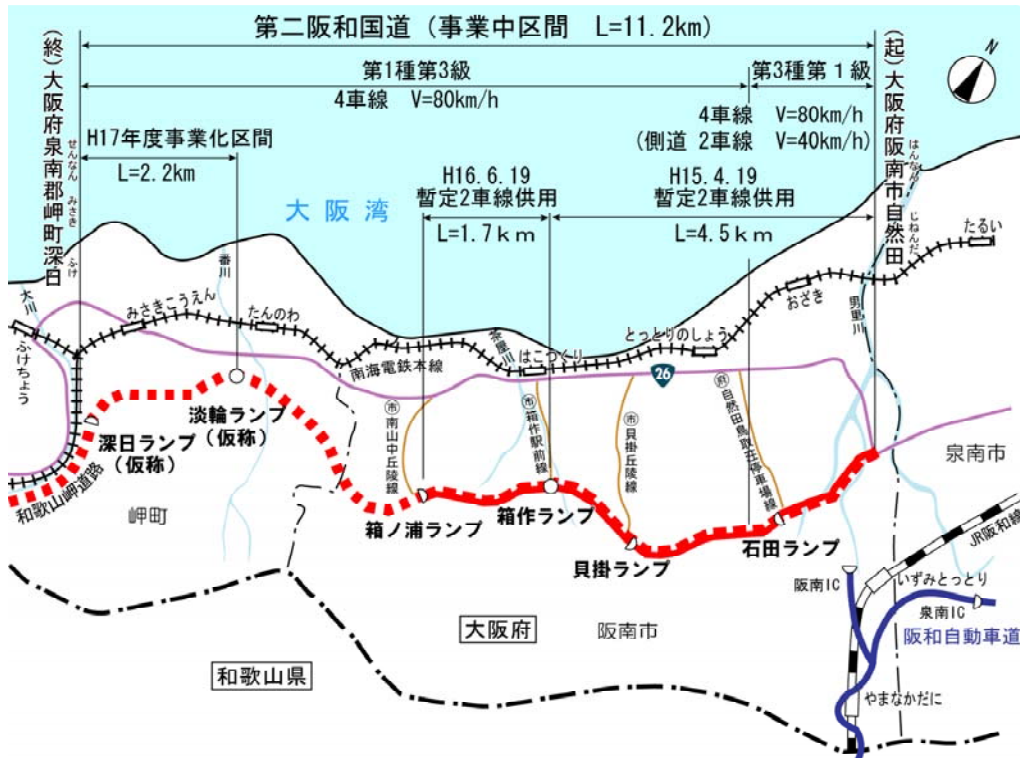 第二阪和国道（事業中区間 L=11.2km）
第1種第3級
4車線 V=80km/h
第3種第１級
4車線 V=80km/h
(側道 2車線 V=40km/h)
N
(終)大阪府泉南郡岬町深日
せんなん みさき ふけ
(起)大阪府阪南市自然田
はんなん じねんだ
H17年度事業化区間
L=2.2km
H16.6.19
暫定2車線供用
L=1.7ｋｍ
H15.4.19
暫定2車線供用
L=4.5ｋｍ
大阪湾
大川
番川
茶屋川
男里川
ふけちょう
みさきこうえん
たんのわ
はこつくり
とっとりのしょう
おざき
たるい
南海電鉄本線
26
淡輪ランプ
(仮称)
深日ランプ
(仮称)
和歌山岬道路
市 南山中丘陵線
市 箱作駅前線
市 貝掛丘陵線
府 自然田鳥取荘停車場線
箱ノ浦ランプ
箱作ランプ
貝掛ランプ
石田ランプ
岬町
泉南市
JR阪和線
阪南IC
いずみとっとり
泉南IC
阪和自動車道
大阪府
阪南市
和歌山県
やまなかだに